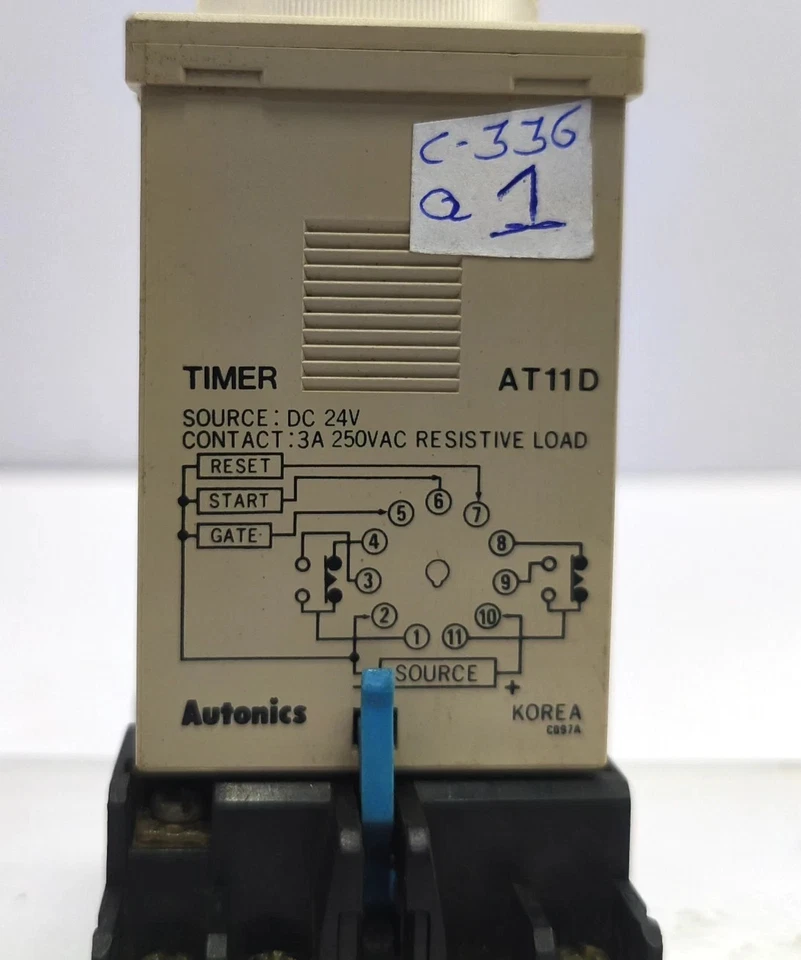 C-336
Q 1
TIMER AT11D
SOURCE: DC 24V
CONTACT: 3A 250VAC RESISTIVE LOAD
RESET
START
GATE
6
5 7
4 8
3 9
2 10
1 11
SOURCE
+
Autonics KOREA
C097A